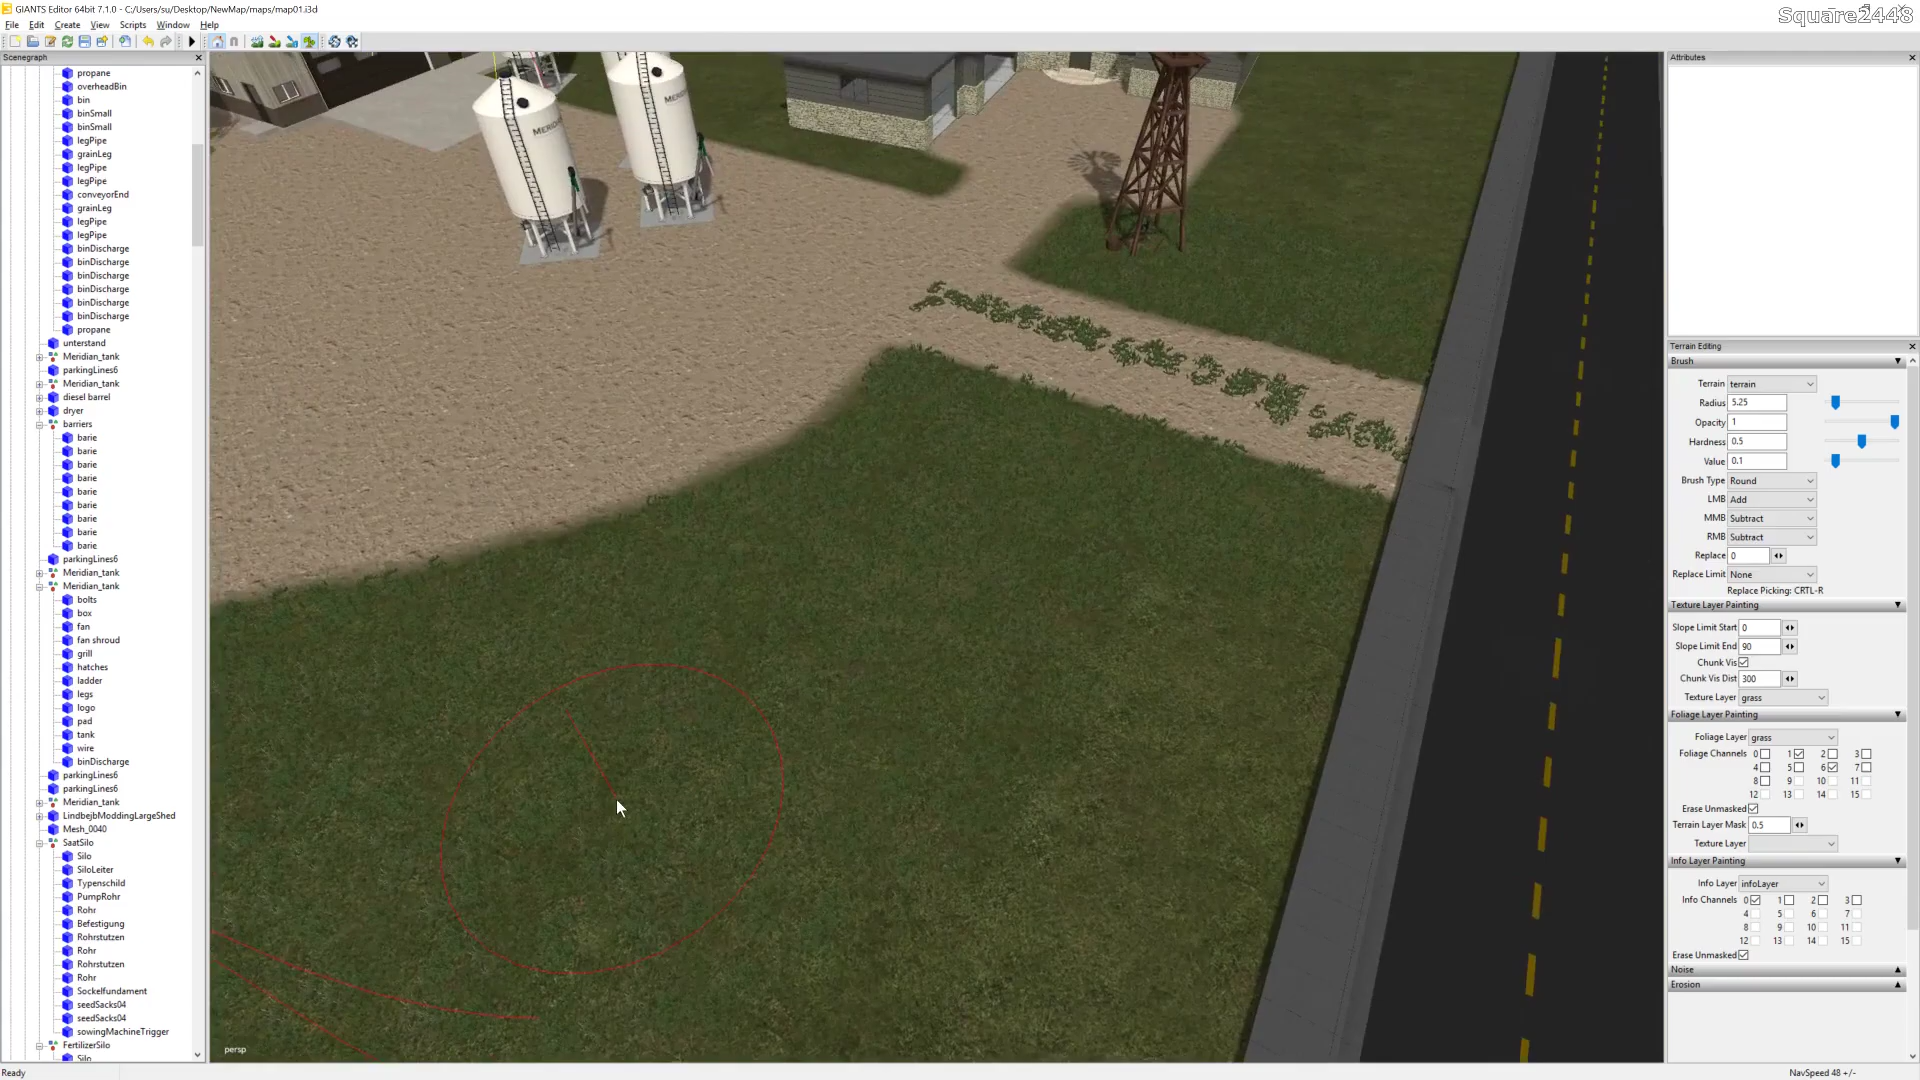 GIANTS Editor 64bit 7.1.0 - C:/Users/su/Desktop/NewMap/maps/map01.i3d
Square2448
File Edit Create View Scripts Window Help
Scenegraph
propane
overheadBin
bin
binSmall
binSmall
legPipe
grainLeg
legPipe
legPipe
conveyorEnd
grainLeg
legPipe
legPipe
binDischarge
binDischarge
binDischarge
binDischarge
binDischarge
binDischarge
propane
unterstand
Meridian_tank
parkingLines6
Meridian_tank
diesel barrel
dryer
barriers
barie
barie
barie
barie
barie
barie
barie
barie
barie
parkingLines6
Meridian_tank
Meridian_tank
bolts
box
fan
fan shroud
grill
hatches
ladder
legs
logo
pad
tank
wire
binDischarge
parkingLines6
parkingLines6
Meridian_tank
LindbejbModdingLargeShed
Mesh_0040
SaatSilo
Silo
SiloLeiter
Typenschild
PumpRohr
Rohr
Befestigung
Rohrstutzen
Rohr
Rohrstutzen
Rohr
Sockelfundament
seedSacks04
seedSacks04
sowingMachineTrigger
FertilizerSilo
Silo
persp
Attributes
Terrain Editing
Brush
Terrain terrain
Radius 5.25
Opacity 1
Hardness 0.5
Value 0.1
Brush Type Round
LMB Add
MMB Subtract
RMB Subtract
Replace 0
Replace Limit None
Replace Picking: CRTL-R
Texture Layer Painting
Slope Limit Start 0
Slope Limit End 90
Chunk Vis
Chunk Vis Dist 300
Texture Layer grass
Foliage Layer Painting
Foliage Layer grass
Foliage Channels 0 1 2 3
4 5 6 7
8 9 10 11
12 13 14 15
Erase Unmasked
Terrain Layer Mask 0.5
Texture Layer
Info Layer Painting
Info Layer infoLayer
Info Channels 0 1 2 3
4 5 6 7
8 9 10 11
12 13 14 15
Erase Unmasked
Noise
Erosion
Ready
NavSpeed 48 +/-